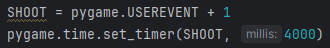 SHOOT = pygame.USEREVENT + 1
pygame.time.set_timer(SHOOT, millis: 4000)